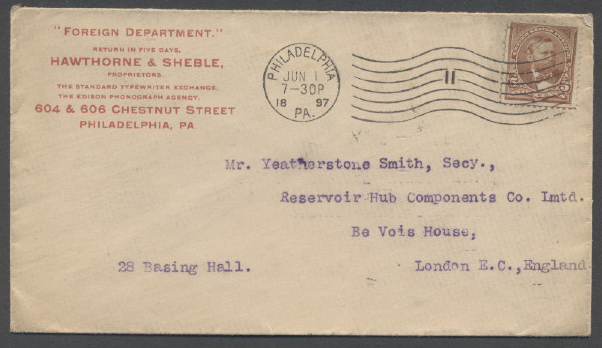 "FOREIGN DEPARTMENT."
RETURN IN FIVE DAYS,
HAWTHORNE & SHEBLE,
PROPRIETORS.
THE STANDARD TYPEWRITER EXCHANGE.
THE EDISON PHONOGRAPH AGENCY.
604 & 606 CHESTNUT STREET
PHILADELPHIA, PA
PHILADELPHIA
JUN 1
7-30P
18 97
PA.
11
Mr. Yeatherstone Smith, Secy.,
Reservoir Hub Components Co. Lmtd.
Be Vois House,
28 Basing Hall. London E.C.,England